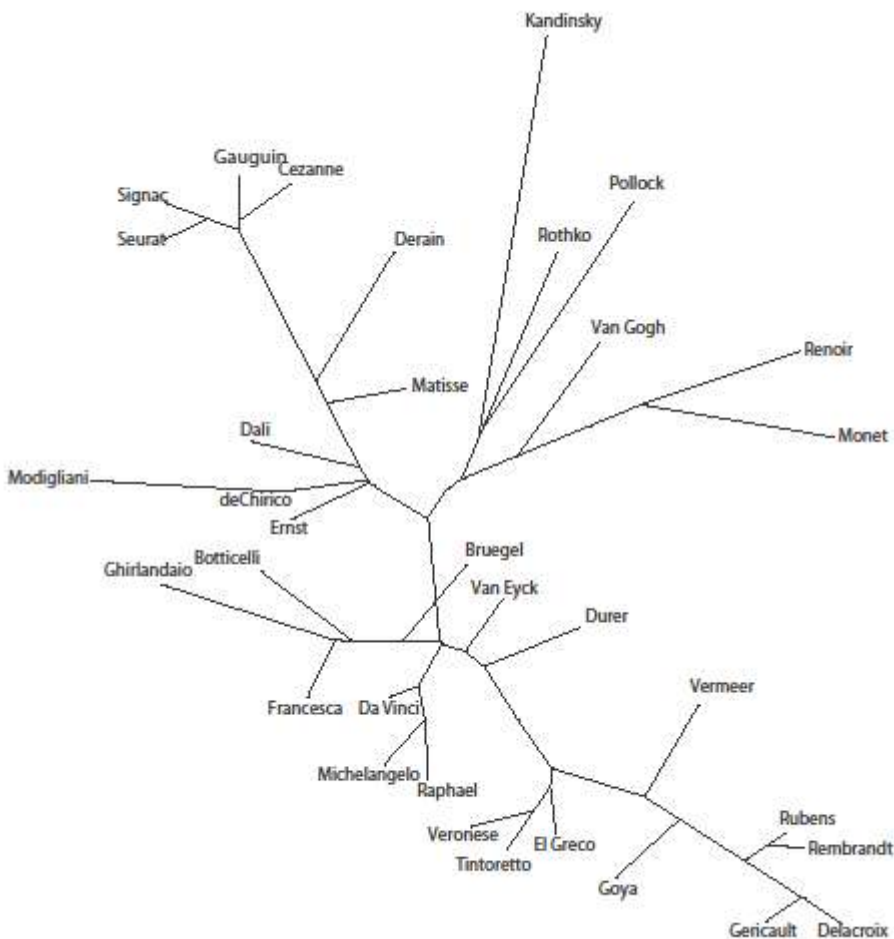 Kandinsky
Gauguin
Cezanne
Signac
Pollock
Seurat
Derain
Rothko
Van Gogh
Renoir
Matisse
Dali
Monet
Modigliani
deChirico
Ernst
Bruegel
Botticelli
Ghirlandaio
Van Eyck
Durer
Vermeer
Francesca
Da Vinci
Michelangelo
Raphael
Rubens
Veronese
El Greco
Rembrandt
Tintoretto
Goya
Gericault
Delacroix